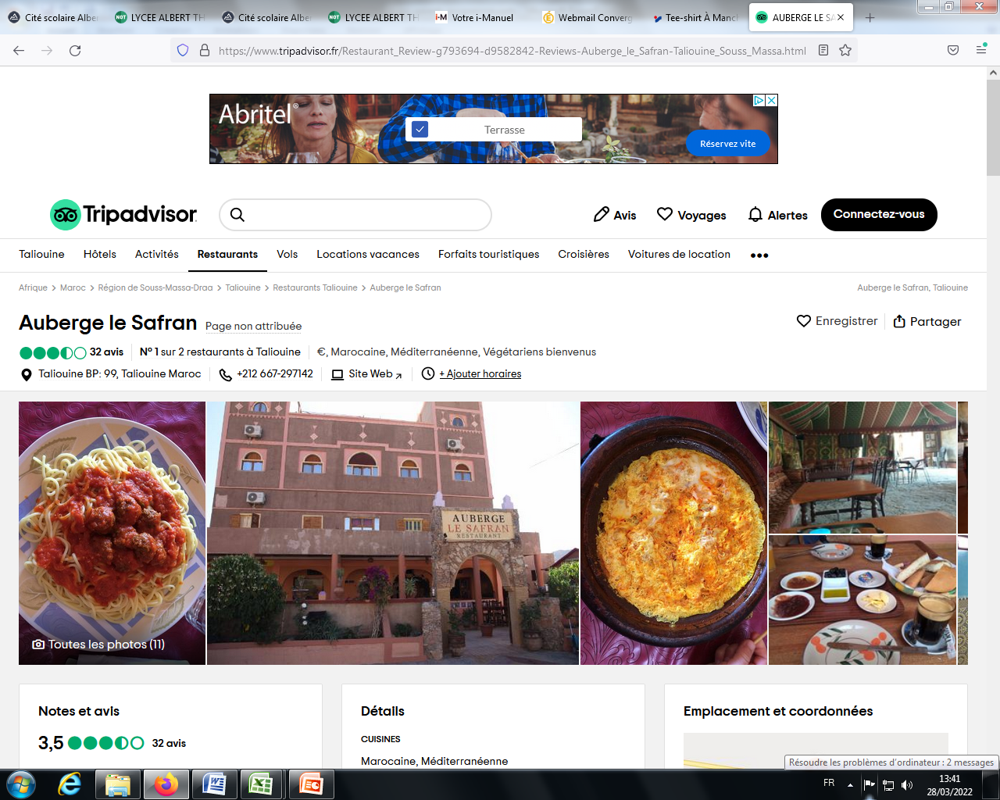 Cité scolaire Alber
LYCEE ALBERT TH
Cité scolaire Alber
LYCEE ALBERT TH
Votre i-Manuel
Webmail Converg
Tee-shirt À Manch
AUBERGE LE SA
https://www.tripadvisor.fr/Restaurant_Review-g793694-d9582842-Reviews-Auberge_le_Safran-Taliouine_Souss_Massa.html
Abritel®
Terrasse
Réservez vite
Tripadvisor
Avis
Voyages
Alertes
Connectez-vous
Taliouine
Hôtels
Activités
Restaurants
Vols
Locations vacances
Forfaits touristiques
Croisières
Voitures de location
Afrique > Maroc > Région de Souss-Massa-Draa > Taliouine > Restaurants Taliouine > Auberge le Safran
Auberge le Safran, Taliouine
Auberge le Safran Page non attribuée
Enregistrer
Partager
32 avis
Nº 1 sur 2 restaurants à Taliouine
€, Marocaine, Méditerranéenne, Végétariens bienvenus
Taliouine BP: 99, Taliouine Maroc
+212 667-297142
Site Web
+ Ajouter horaires
AUBERGE
LE SAFRAN
RESTAURANT
Toutes les photos (11)
Notes et avis
3,5 32 avis
Détails
CUISINES
Marocaine, Méditerranéenne
Emplacement et coordonnées
Résoudre les problèmes d'ordinateur : 2 messages
FR
13:41
28/03/2022